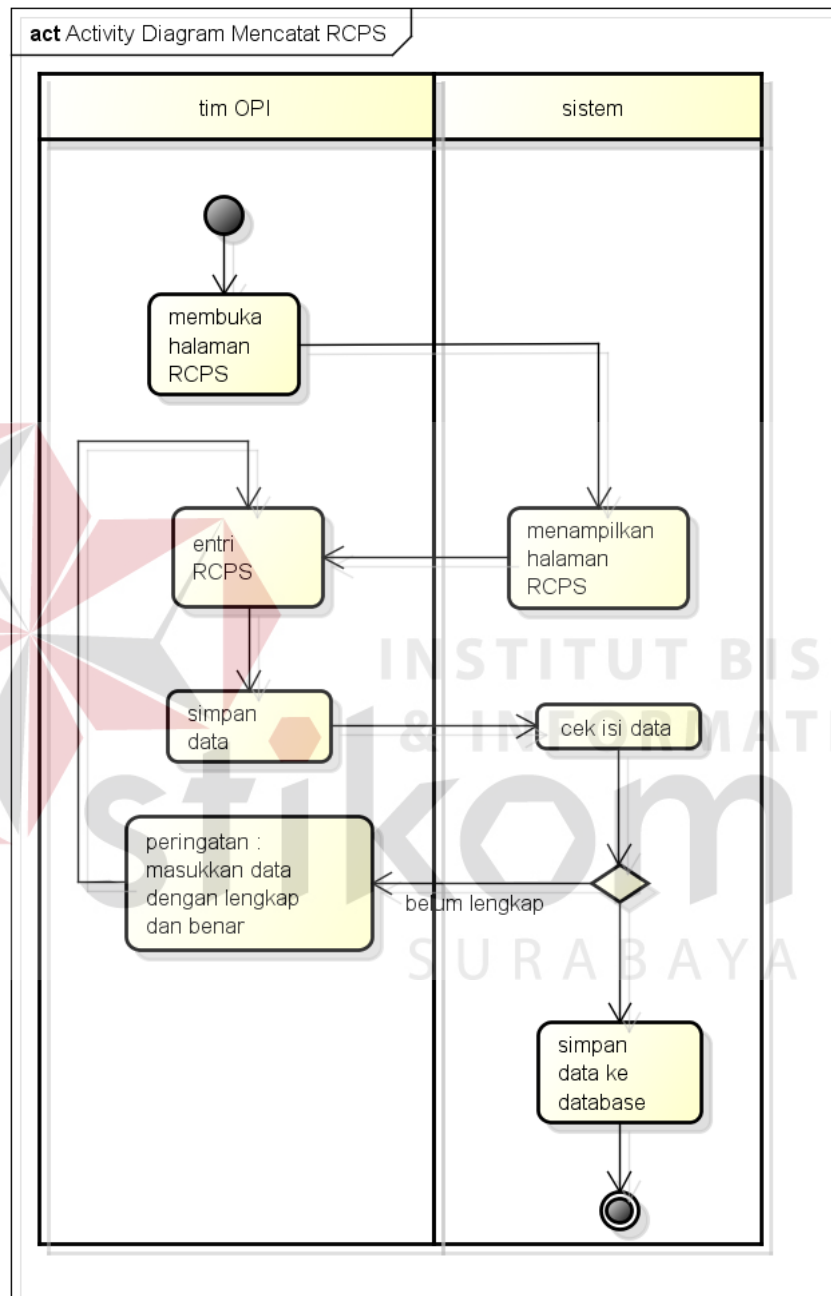 act Activity Diagram Mencatat RCPS
tim OPI
sistem
membuka
halaman
RCPS
menampilkan
halaman
RCPS
entri
RCPS
simpan
data
cek isi data
peringatan :
masukkan data
dengan lengkap
dan benar
belum lengkap
simpan
data ke
database
INSTITUT BIS
& INFORMATI
stikom
SURABAYA